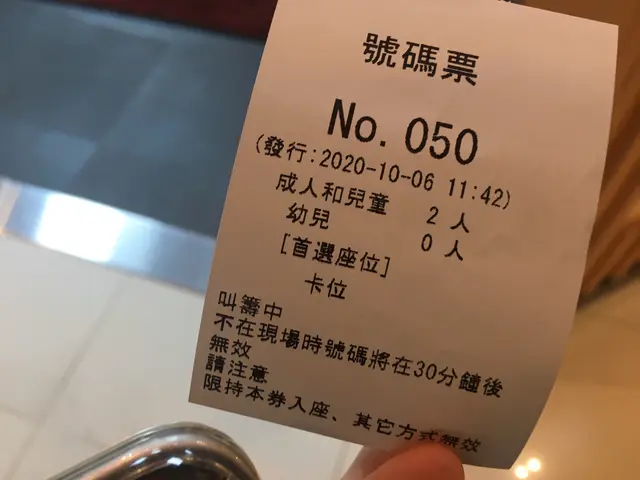 號碼票
No. 050
(發行:2020-10-06 11:42)
成人和兒童 2 人
幼兒 0 人
[首選座位]
卡位
叫籌中
不在現場時號碼將在30分鐘後
無效
請注意
限持本券入座、其它方式無效